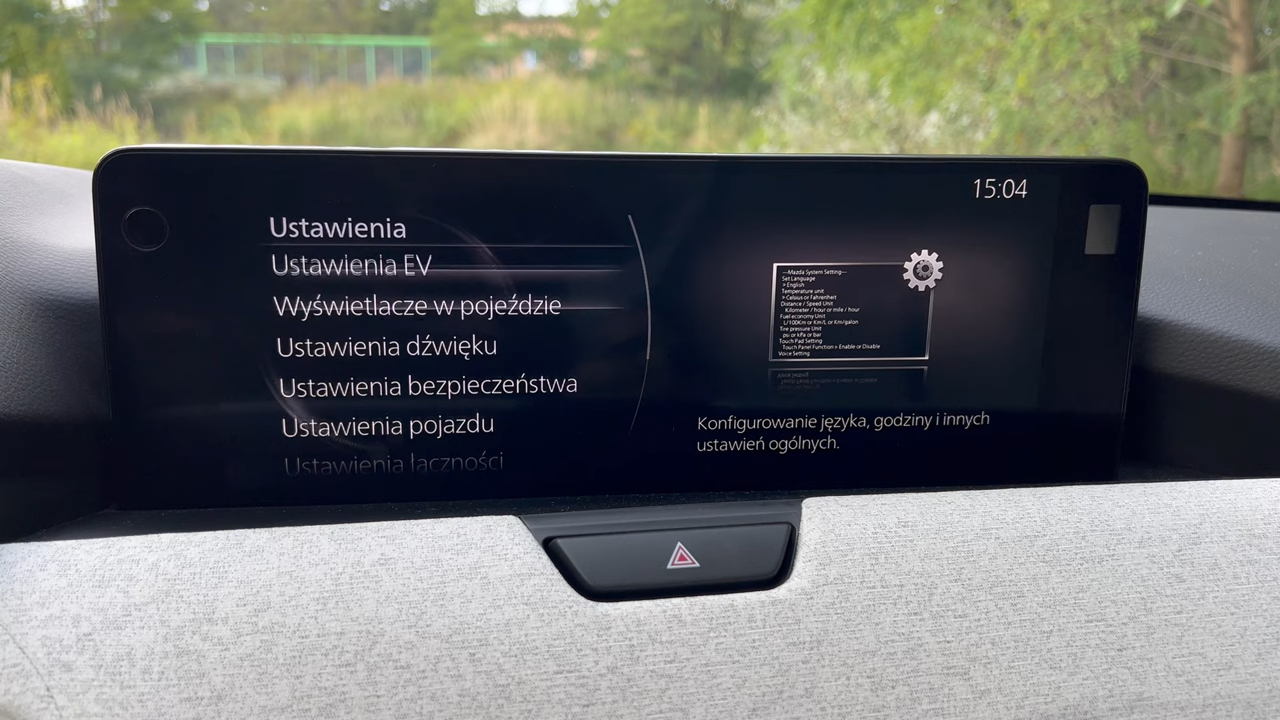 15:04
Ustawienia
Ustawienia EV
Wyświetlacze w pojeździe
Ustawienia dźwięku
Ustawienia bezpieczeństwa
Ustawienia pojazdu
Ustawienia łączności
---Mazda System Setting---
Set Language
> English
Temperature unit
> Celsius or Fahrenheit
Distance / Speed Unit
Kilometer / hour or mile / hour
Fuel economy Unit
L/100Km or Km/L or Km/galon
Tire pressure Unit
psi or kPa or bar
Touch Pad Setting
Touch Panel Function > Enable or Disable
Voice Setting
Konfigurowanie języka, godziny i innych
ustawień ogólnych.